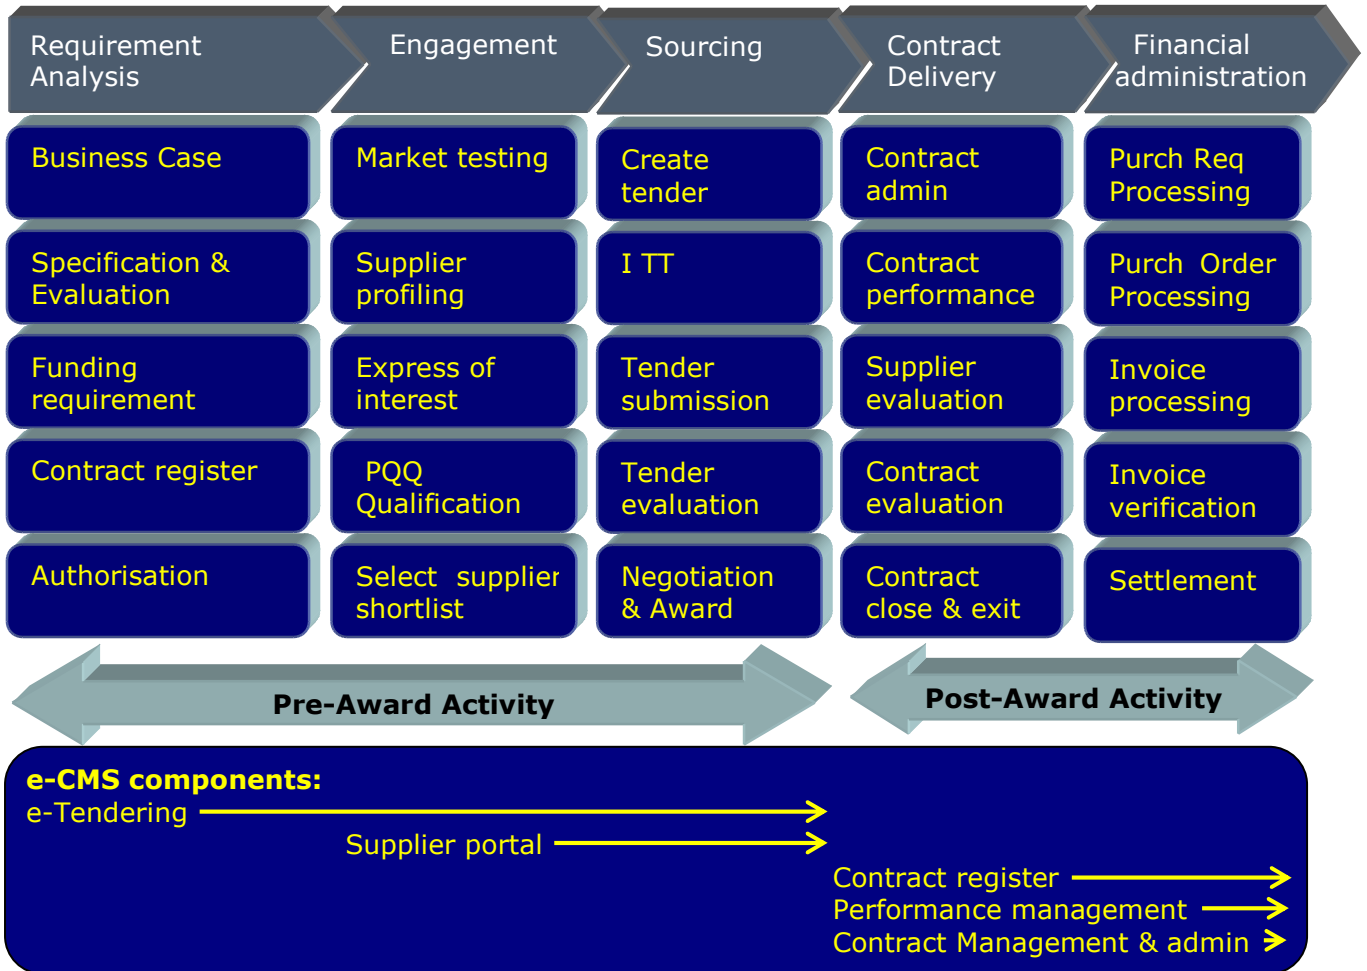 Requirement
Analysis
Engagement
Sourcing
Contract
Delivery
Financial
administration
Business Case
Market testing
Create
tender
Contract
admin
Purch Req
Processing
Specification &
Evaluation
Supplier
profiling
I TT
Contract
performance
Purch Order
Processing
Funding
requirement
Express of
interest
Tender
submission
Supplier
evaluation
Invoice
processing
Contract register
PQQ
Qualification
Tender
evaluation
Contract
evaluation
Invoice
verification
Authorisation
Select supplier
shortlist
Negotiation
& Award
Contract
close & exit
Settlement
Pre-Award Activity
Post-Award Activity
e-CMS components:
e-Tendering
Supplier portal
Contract register
Performance management
Contract Management & admin